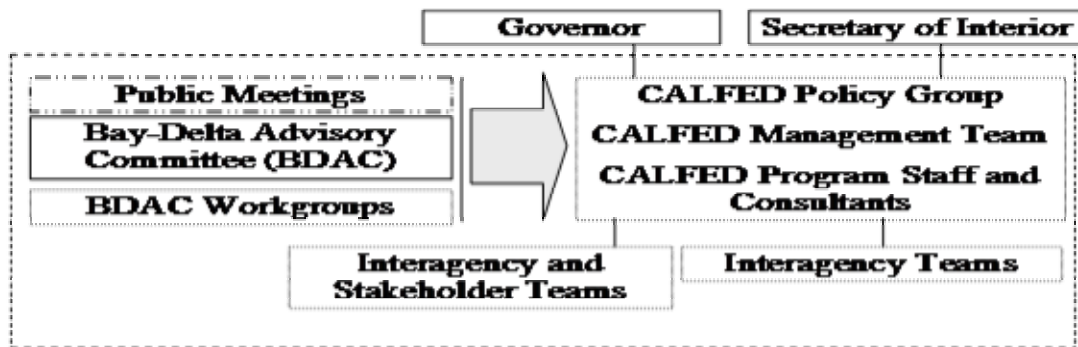 Governor
Secretary of Interior
Public Meetings
Bay-Delta Advisory
Committee (BDAC)
BDAC Workgroups
CALFED Policy Group
CALFED Management Team
CALFED Program Staff and
Consultants
Interagency and
Stakeholder Teams
Interagency Teams